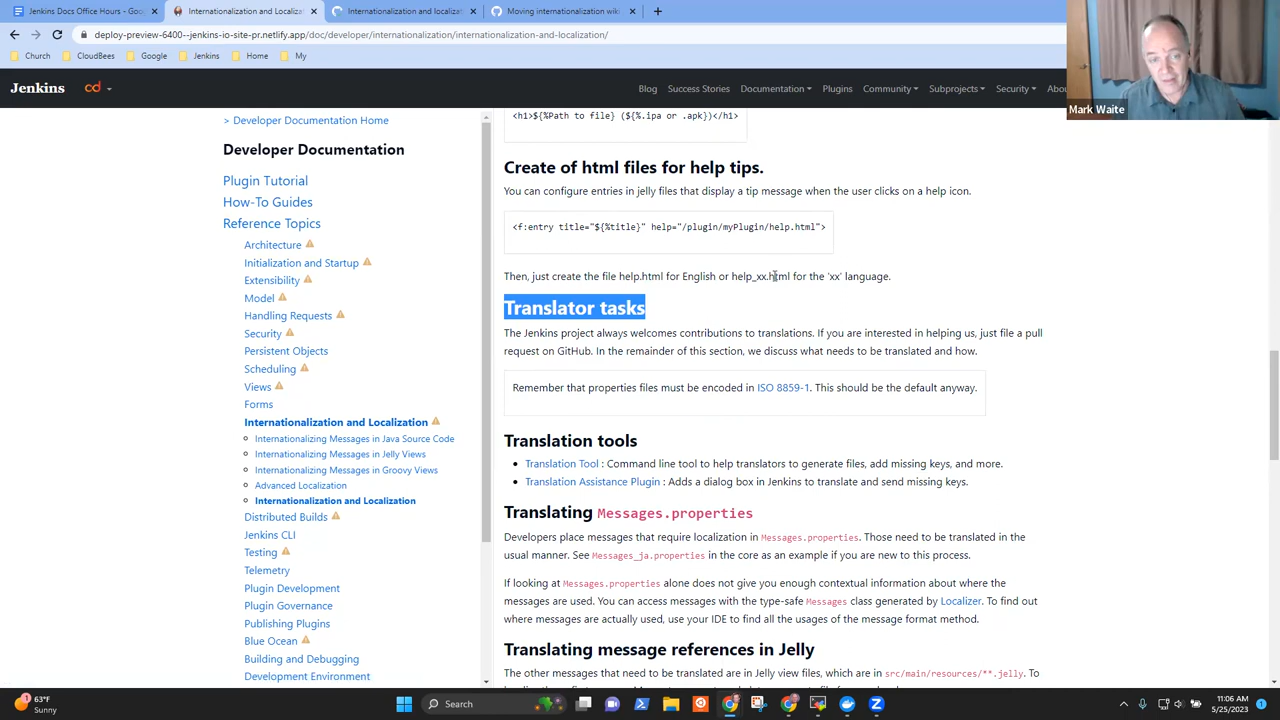 Jenkins Docs Office Hours - Goo
Internationalization and Localiza
Internationalization and localizat
Moving internationalization wiki
deploy-preview-6400--jenkins-io-site-pr.netlify.app/doc/developer/internationalization/internationalization-and-localization/
Church
CloudBees
Google
Jenkins
Home
My
Mark Waite
Jenkins
cd
Blog
Success Stories
Documentation
Plugins
Community
Subprojects
Security
Abou
> Developer Documentation Home
Developer Documentation
Plugin Tutorial
How-To Guides
Reference Topics
Architecture
Initialization and Startup
Extensibility
Model
Handling Requests
Security
Persistent Objects
Scheduling
Views
Forms
Internationalization and Localization
Internationalizing Messages in Java Source Code
Internationalizing Messages in Jelly Views
Internationalizing Messages in Groovy Views
Advanced Localization
Internationalization and Localization
Distributed Builds
Jenkins CLI
Testing
Telemetry
Plugin Development
Plugin Governance
Publishing Plugins
Blue Ocean
Building and Debugging
Development Environment
<h1>${%Path to file} (${%.ipa or .apk})</h1>
Create of html files for help tips.
You can configure entries in jelly files that display a tip message when the user clicks on a help icon.
<f:entry title="${%title}" help="/plugin/myPlugin/help.html">
Then, just create the file help.html for English or help_xx.html for the 'xx' language.
Translator tasks
The Jenkins project always welcomes contributions to translations. If you are interested in helping us, just file a pull
request on GitHub. In the remainder of this section, we discuss what needs to be translated and how.
Remember that properties files must be encoded in ISO 8859-1. This should be the default anyway.
Translation tools
Translation Tool : Command line tool to help translators to generate files, add missing keys, and more.
Translation Assistance Plugin : Adds a dialog box in Jenkins to translate and send missing keys.
Translating Messages.properties
Developers place messages that require localization in Messages.properties. Those need to be translated in the
usual manner. See Messages_ja.properties in the core as an example if you are new to this process.
If looking at Messages.properties alone does not give you enough contextual information about where the
messages are used. You can access messages with the type-safe Messages class generated by Localizer. To find out
where messages are actually used, use your IDE to find all the usages of the message format method.
Translating message references in Jelly
The other messages that need to be translated are in Jelly view files, which are in src/main/resources/**.jelly. To
63°F
Sunny
Search
11:06 AM
5/25/2023